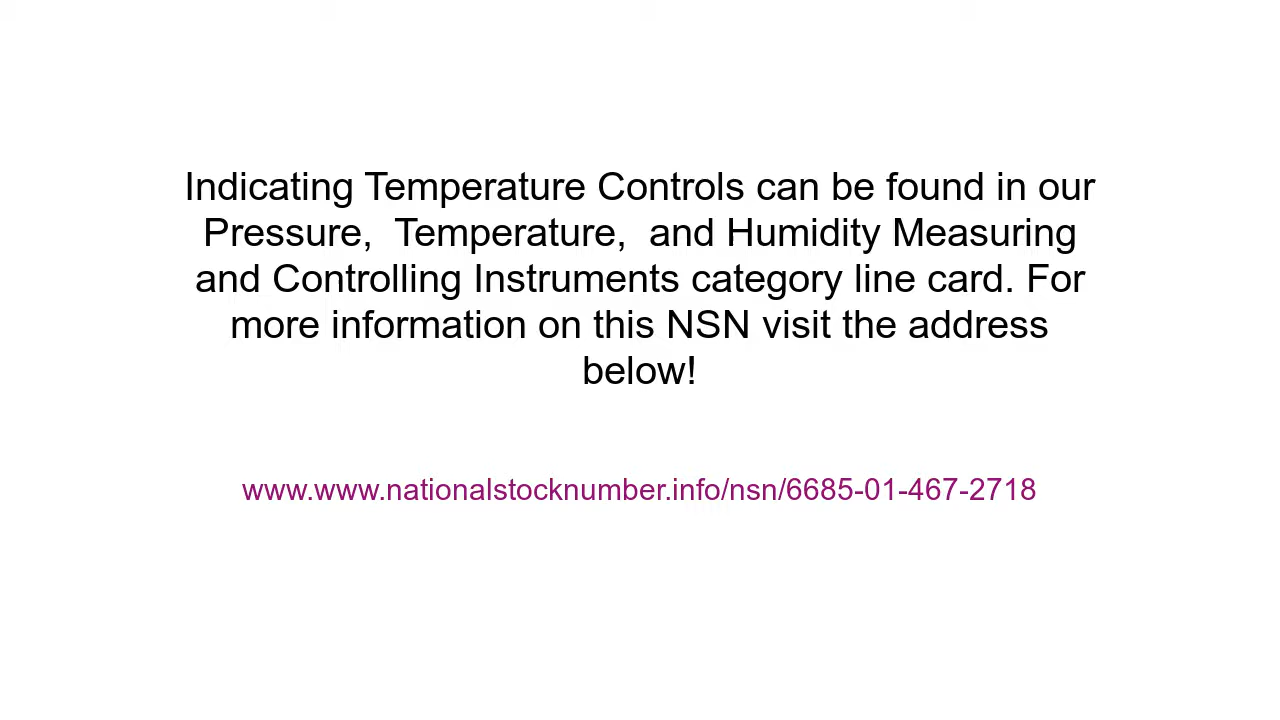 Indicating Temperature Controls can be found in our
Pressure,  Temperature,  and Humidity Measuring
and Controlling Instruments category line card. For
more information on this NSN visit the address
below!
www.www.nationalstocknumber.info/nsn/6685-01-467-2718